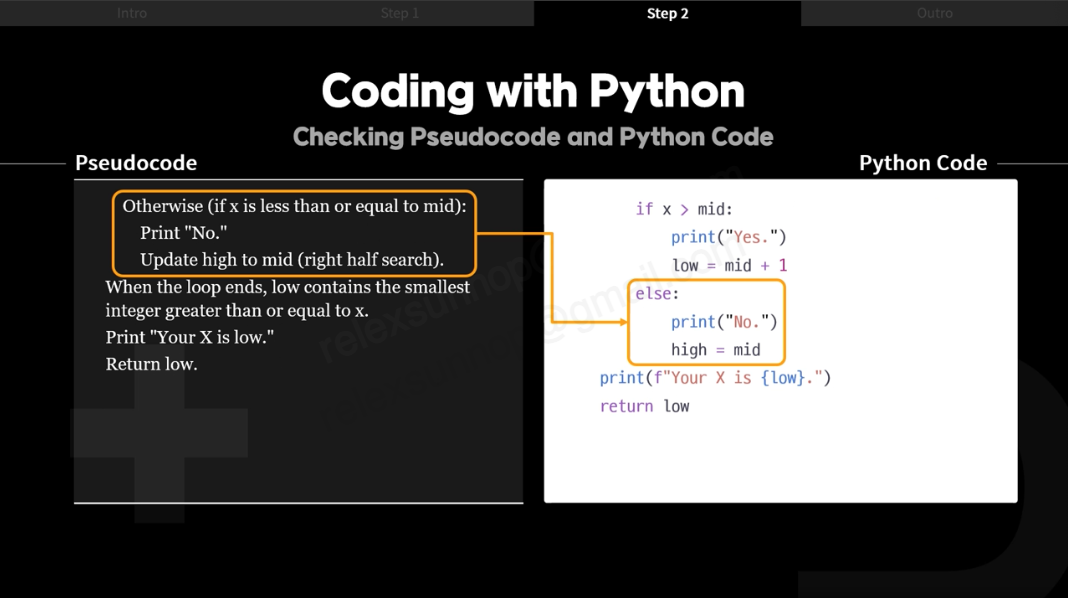 Intro
Step 1
Step 2
Outro
Coding with Python
Checking Pseudocode and Python Code
Pseudocode
Python Code
Otherwise (if x is less than or equal to mid):
Print "No."
Update high to mid (right half search).
When the loop ends, low contains the smallest
integer greater than or equal to x.
Print "Your X is low."
Return low.
if x > mid:
print("Yes.")
low = mid + 1
else:
print("No.")
high = mid
print(f"Your X is {low}.")
return low